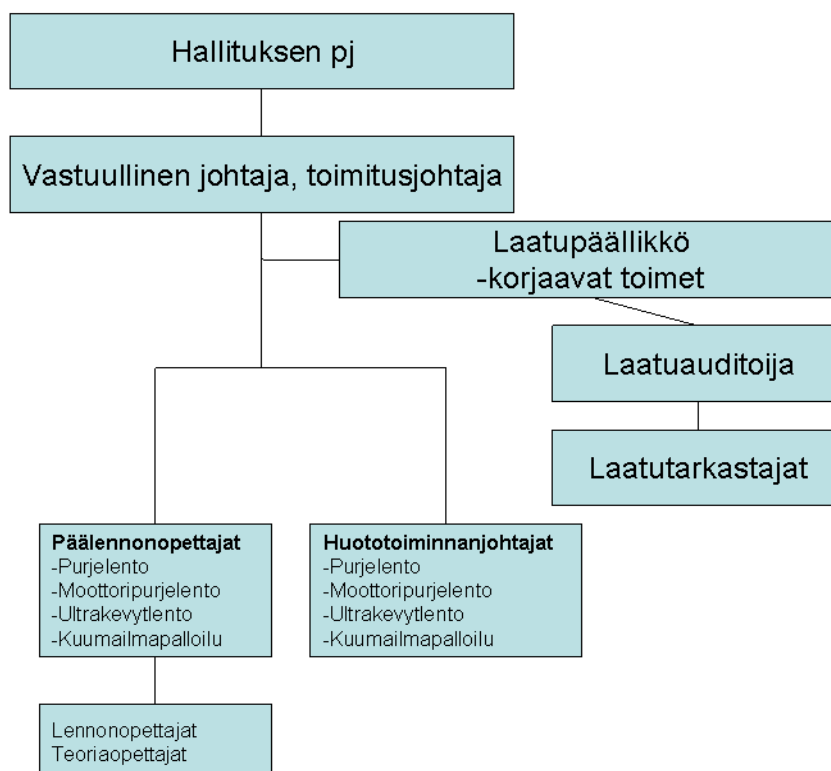 Hallituksen pj
Vastuullinen johtaja, toimitusjohtaja
Laatupäällikkö
-korjaavat toimet
Laatuauditoija
Laatutarkastajat
Päälennonopettajat
-Purjelento
-Moottoripurjelento
-Ultrakevytlento
-Kuumailmapalloilu
Huototoiminnanjohtajat
-Purjelento
-Moottoripurjelento
-Ultrakevytlento
-Kuumailmapalloilu
Lennonopettajat
Teoriaopettajat